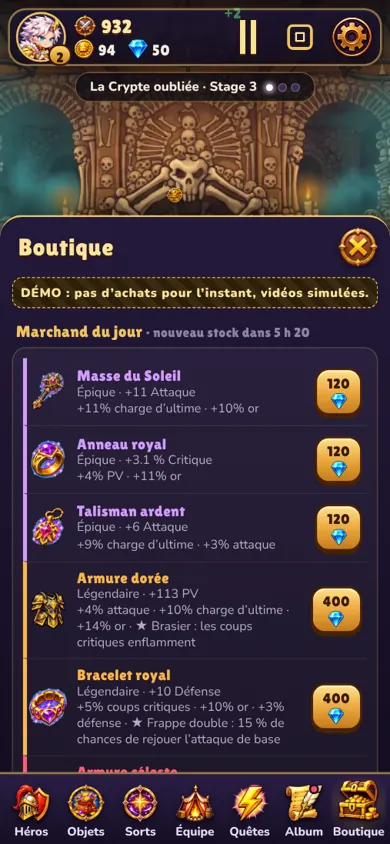 +2
932
2
94
50
La Crypte oubliée · Stage 3
Boutique
DÉMO : pas d'achats pour l'instant, vidéos simulées.
Marchand du jour · nouveau stock dans 5 h 20
Masse du Soleil
Épique · +11 Attaque
+11% charge d'ultime · +10% or
120
Anneau royal
Épique · +3.1 % Critique
+4% PV · +11% or
120
Talisman ardent
Épique · +6 Attaque
+9% charge d'ultime · +3% attaque
120
Armure dorée
Légendaire · +113 PV
+4% attaque · +10% charge d'ultime ·
+14% or · ★ Brasier : les coups
critiques enflamment
400
Bracelet royal
Légendaire · +10 Défense
+5% coups critiques · +10% or · +3%
défense · ★ Frappe double : 15 % de
chances de rejouer l'attaque de base
400
Armure céleste
Héros
Objets
Sorts
Équipe
Quêtes
Album
Boutique